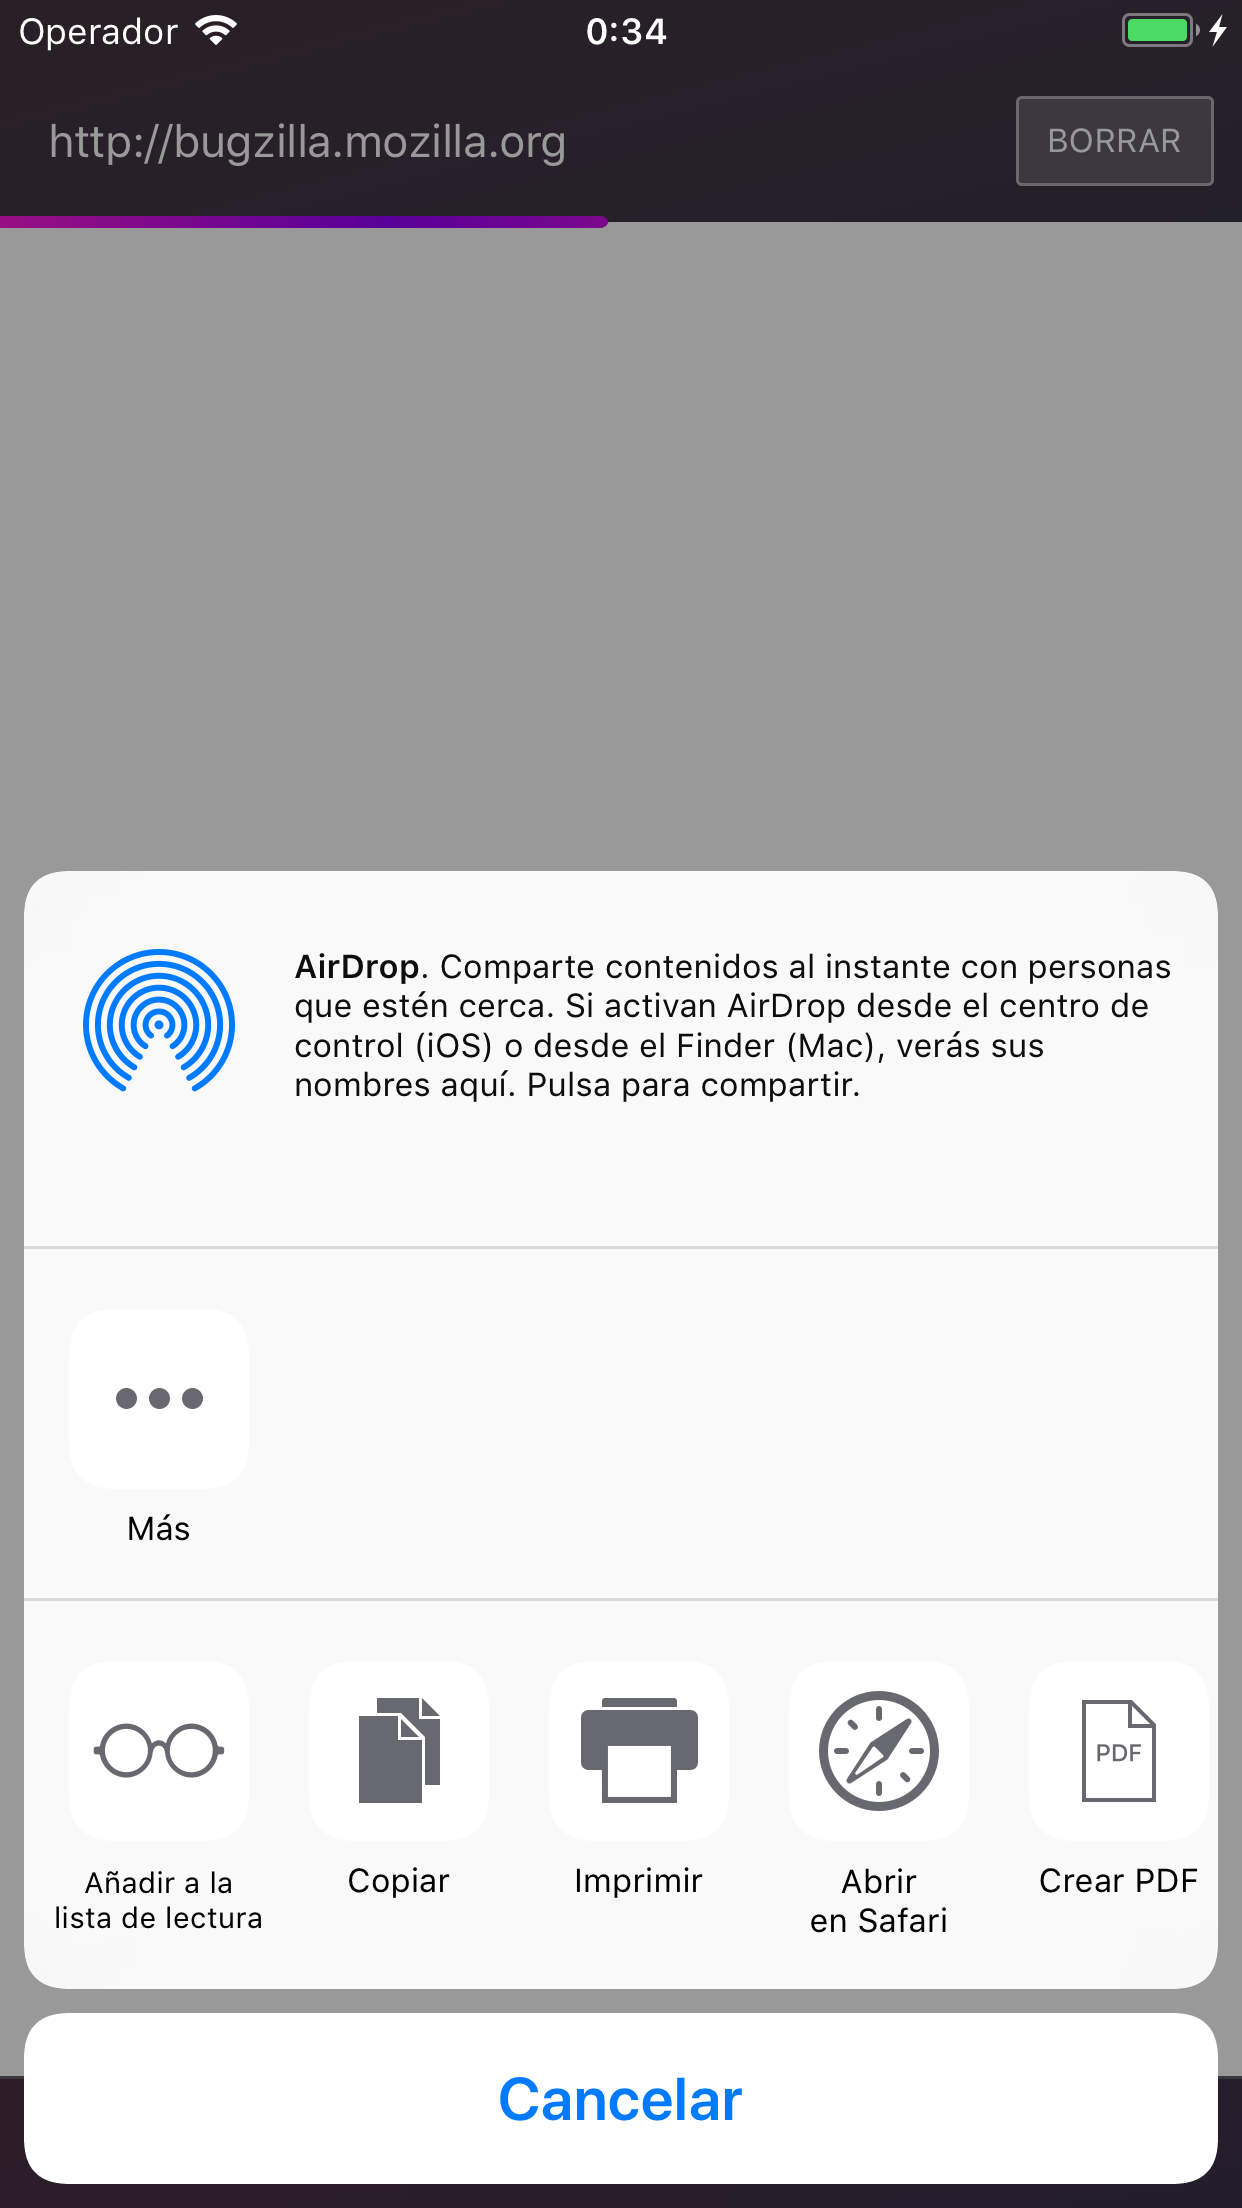 Operador
0:34
http://bugzilla.mozilla.org
BORRAR
AirDrop. Comparte contenidos al instante con personas
que estén cerca. Si activan AirDrop desde el centro de
control (iOS) o desde el Finder (Mac), verás sus
nombres aquí. Pulsa para compartir.
Más
Añadir a la
lista de lectura
Copiar
Imprimir
Abrir
en Safari
PDF
Crear PDF
Cancelar